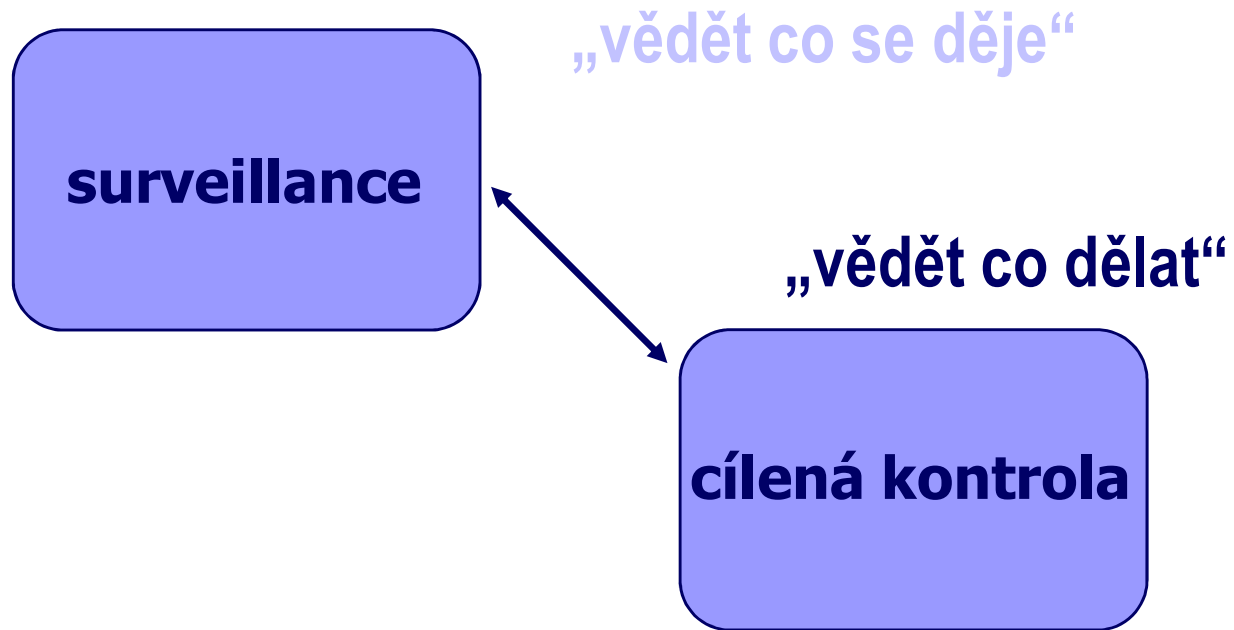 „vědět co se děje“
surveillance
„vědět co dělat“
cílená kontrola